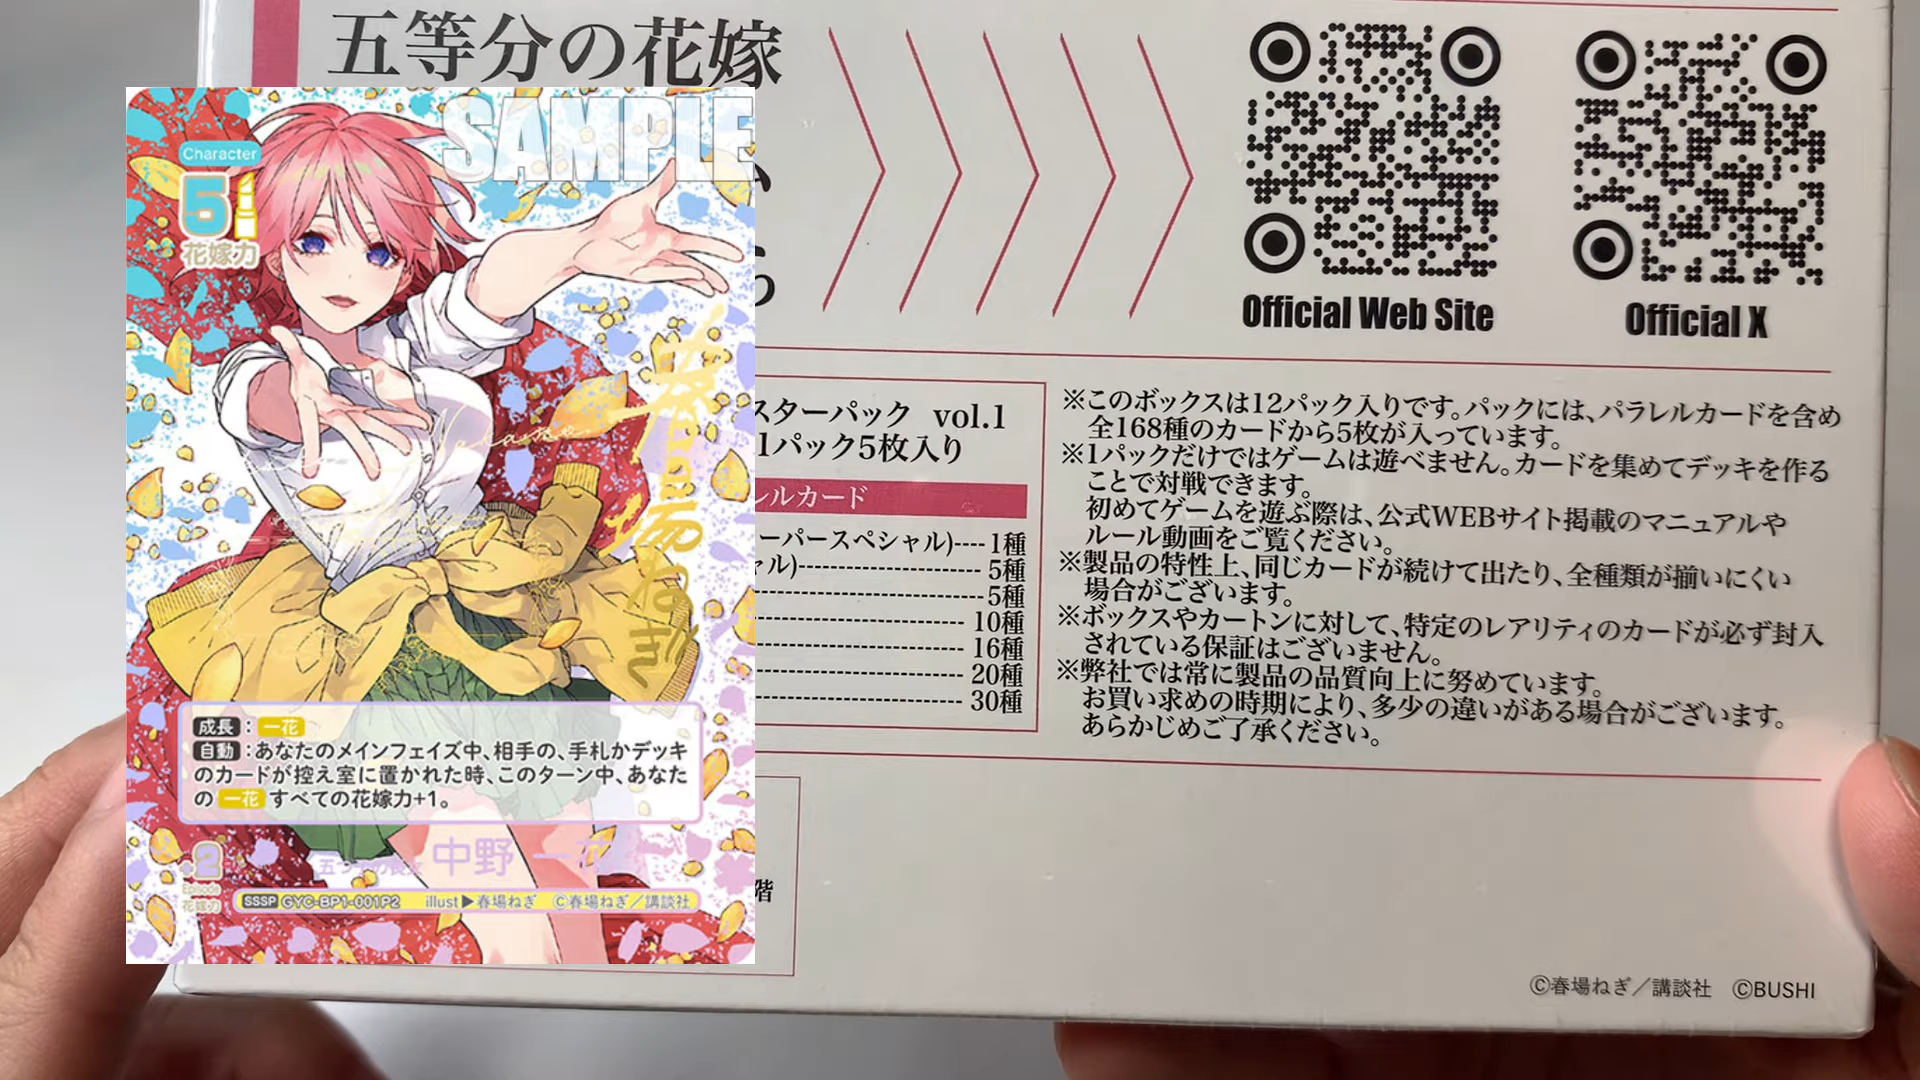 五等分の花嫁
Official Web Site
Official X
スターパック vol.1
1パック5枚入り
レルカード
ーパースペシャル)----1種
ャル)---------------------- 5種
----------------------------5種
------------------------- 10種
------------------------- 16種
------------------------- 20種
------------------------- 30種
※このボックスは12パック入りです。パックには、パラレルカードを含め
全168種のカードから5枚が入っています。
※1パックだけではゲームは遊べません。カードを集めてデッキを作る
ことで対戦できます。
初めてゲームを遊ぶ際は、公式WEBサイト掲載のマニュアルや
ルール動画をご覧ください。
※製品の特性上、同じカードが続けて出たり、全種類が揃いにくい
場合がございます。
※ボックスやカートンに対して、特定のレアリティのカードが必ず封入
されている保証はございません。
※弊社では常に製品の品質向上に努めています。
お買い求めの時期により、多少の違いがある場合がございます。
あらかじめご了承ください。
階
©春場ねぎ／講談社 ©BUSHI
SAMPLE
Character
5
花嫁力
春場ねぎ
成長：一花
自動：あなたのメインフェイズ中、相手の、手札かデッキ
のカードが控え室に置かれた時、このターン中、あなた
の 一花 すべての花嫁力+1。
中野 一花
+2
Episode
花嫁力
SSSP GYC-BP1-001P2 illust▶春場ねぎ ©春場ねぎ／講談社